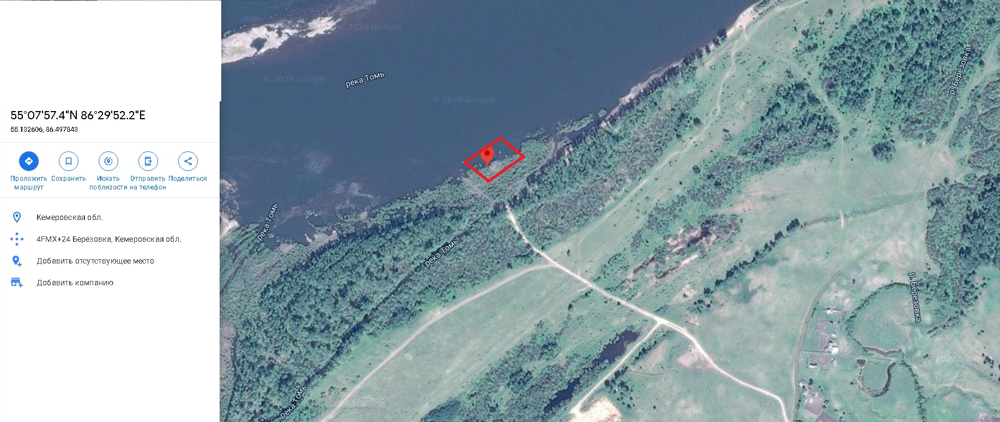 55°07'57.4"N 86°29'52.2"E
55.132606, 86.497843
Проложить маршрут
Сохранить
Искать поблизости
Отправить на телефон
Поделиться
Кемеровская обл.
4FMX+24 Берёзовка, Кемеровская обл.
Добавить отсутствующее место
Добавить компанию
© 2020 Google
© 2020 Google
© 2020 Google
река Томь
р. Березовка
река Томь
река Томь
р. Березовка
река Томь